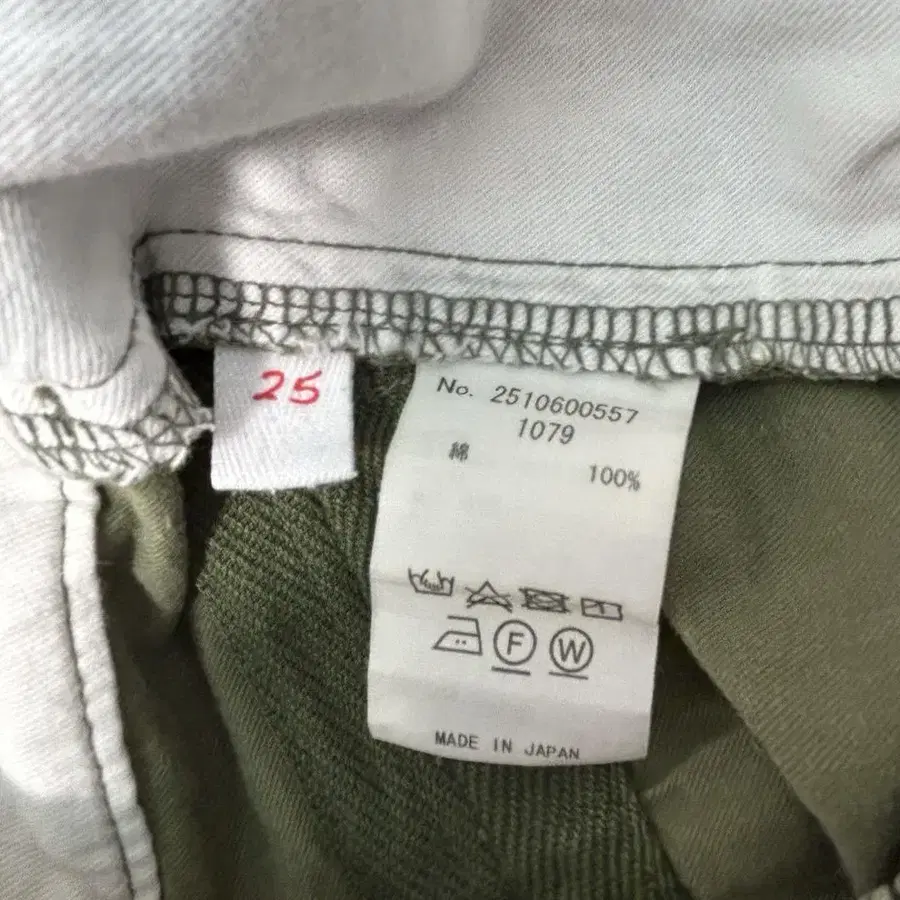 25
No. 2510600557
1079
綿 100%
F W
MADE IN JAPAN